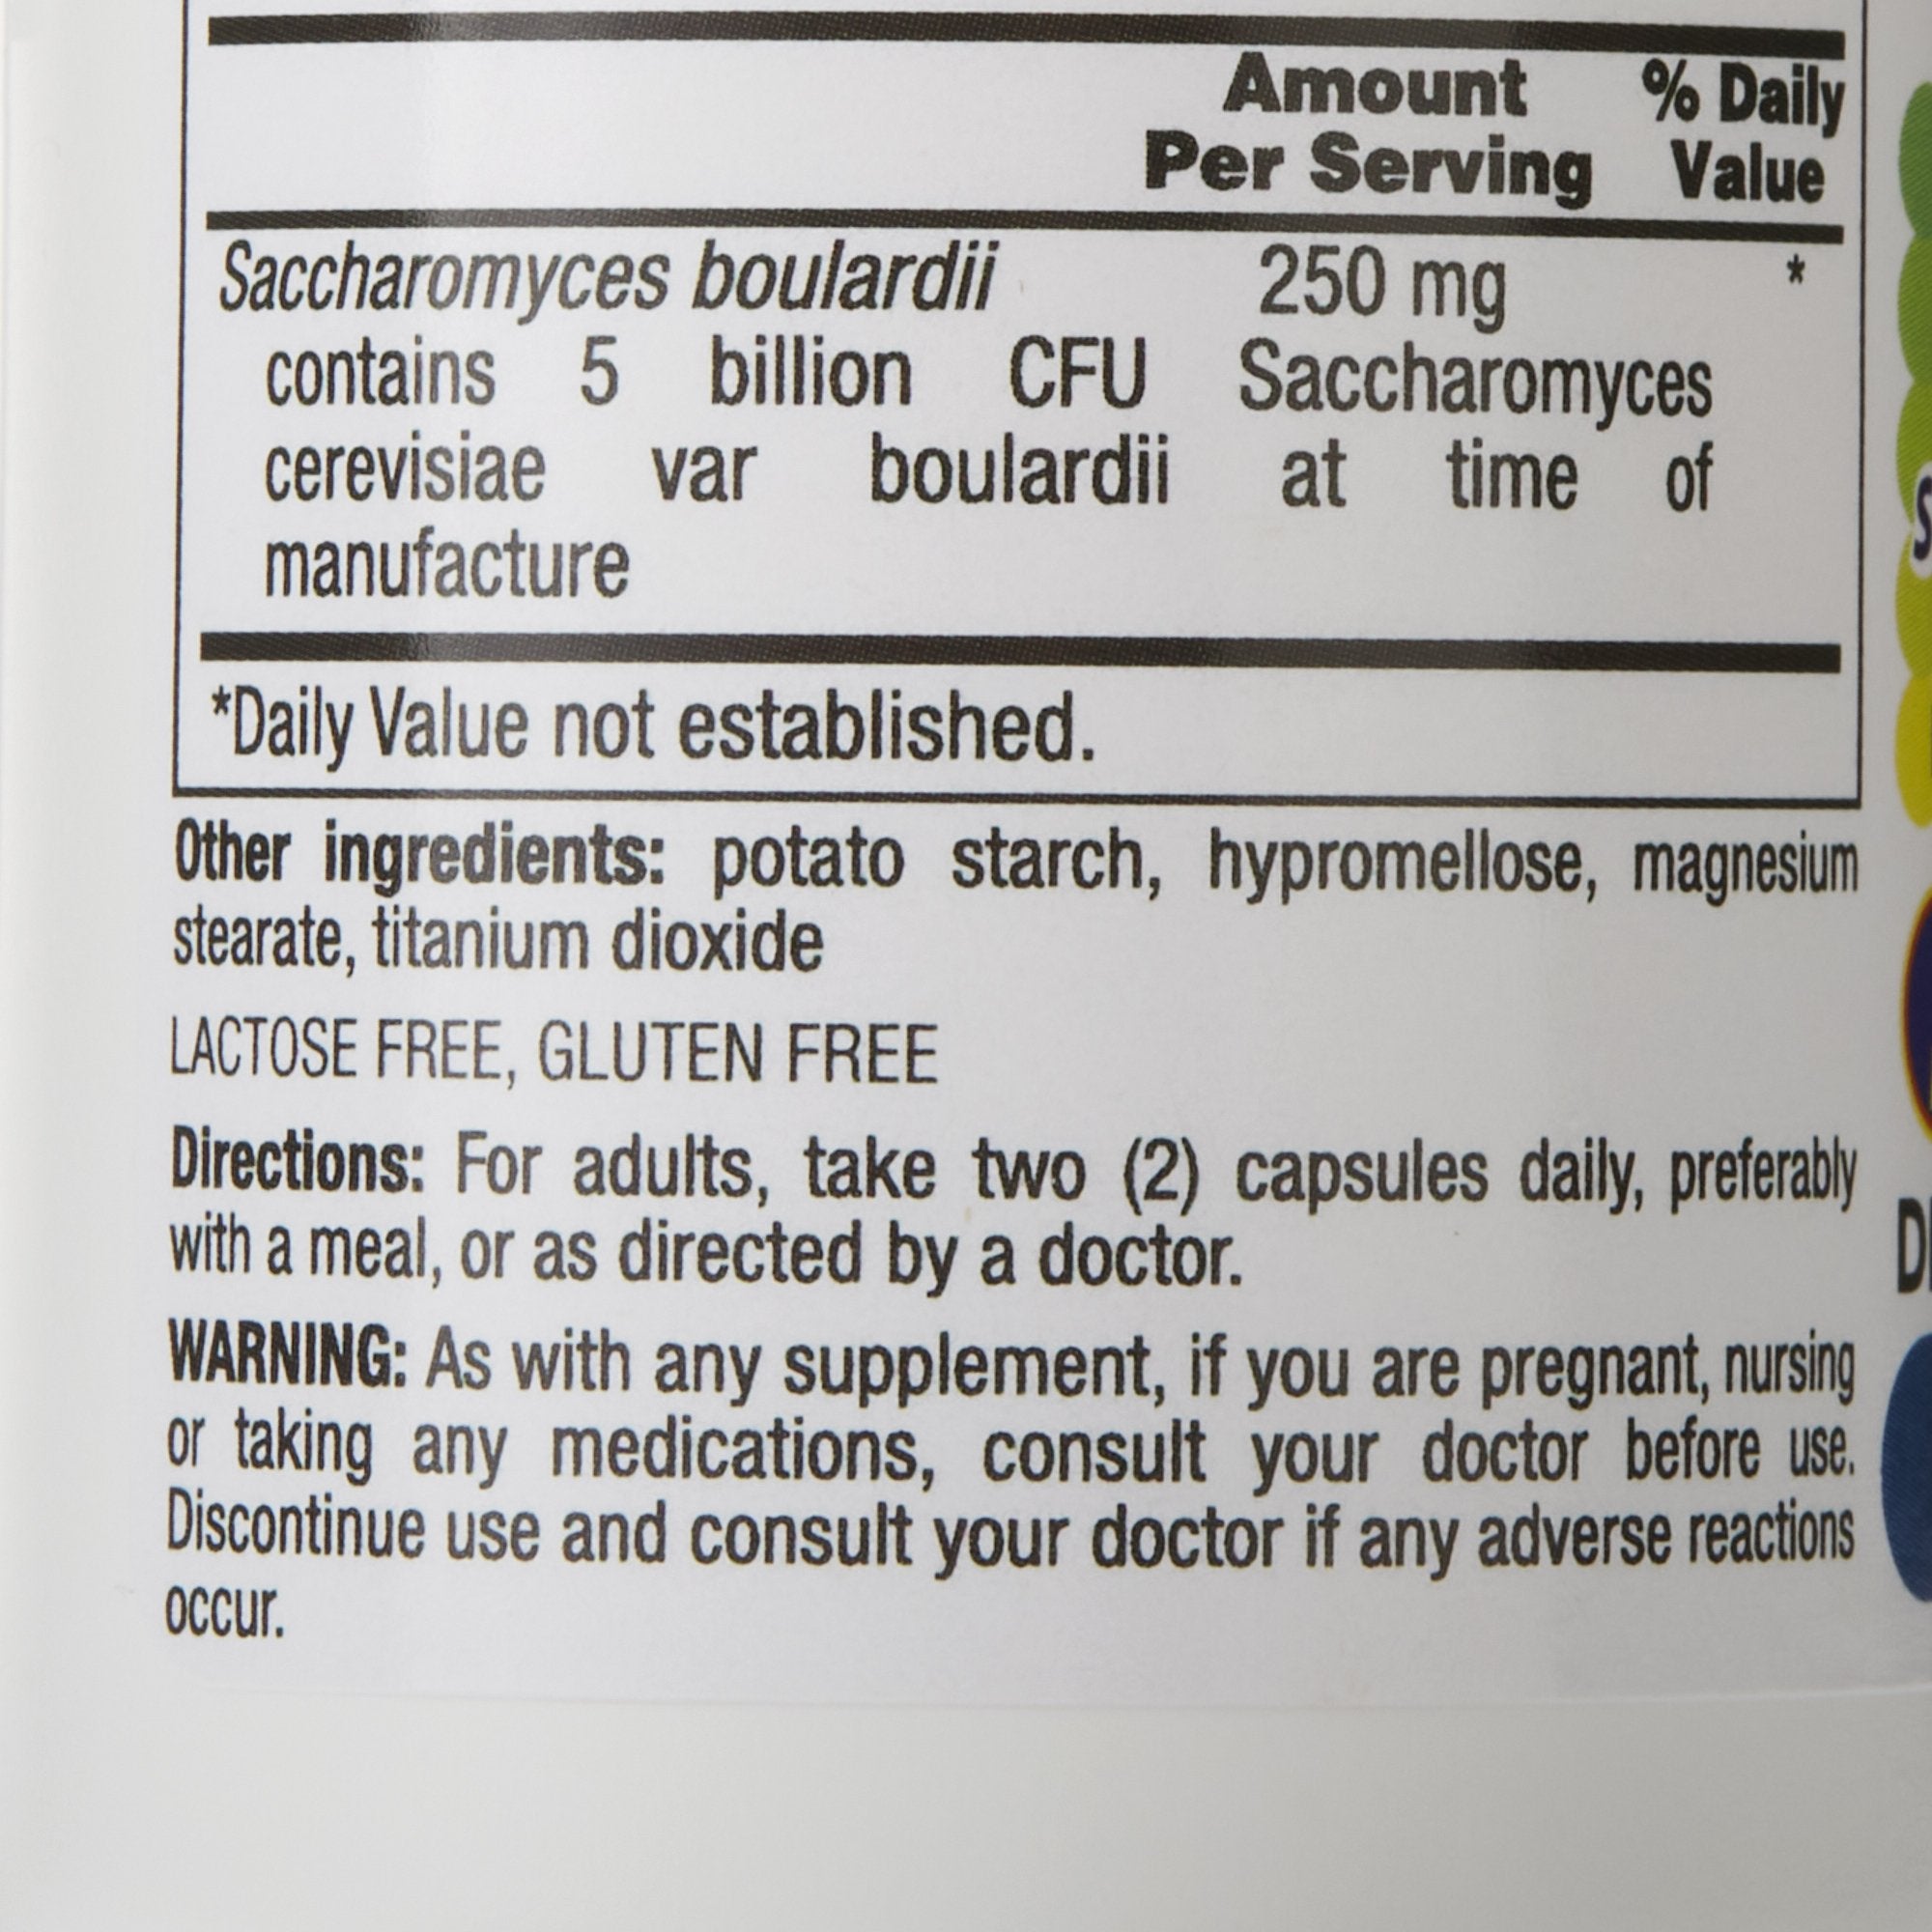 Amount % Daily
Per Serving Value
Saccharomyces boulardii 250 mg *
contains 5 billion CFU Saccharomyces
cerevisiae var boulardii at time of
manufacture
*Daily Value not established.
Other ingredients: potato starch, hypromellose, magnesium
stearate, titanium dioxide
LACTOSE FREE, GLUTEN FREE
Directions: For adults, take two (2) capsules daily, preferably
with a meal, or as directed by a doctor.
WARNING: As with any supplement, if you are pregnant, nursing
or taking any medications, consult your doctor before use.
Discontinue use and consult your doctor if any adverse reactions
occur.